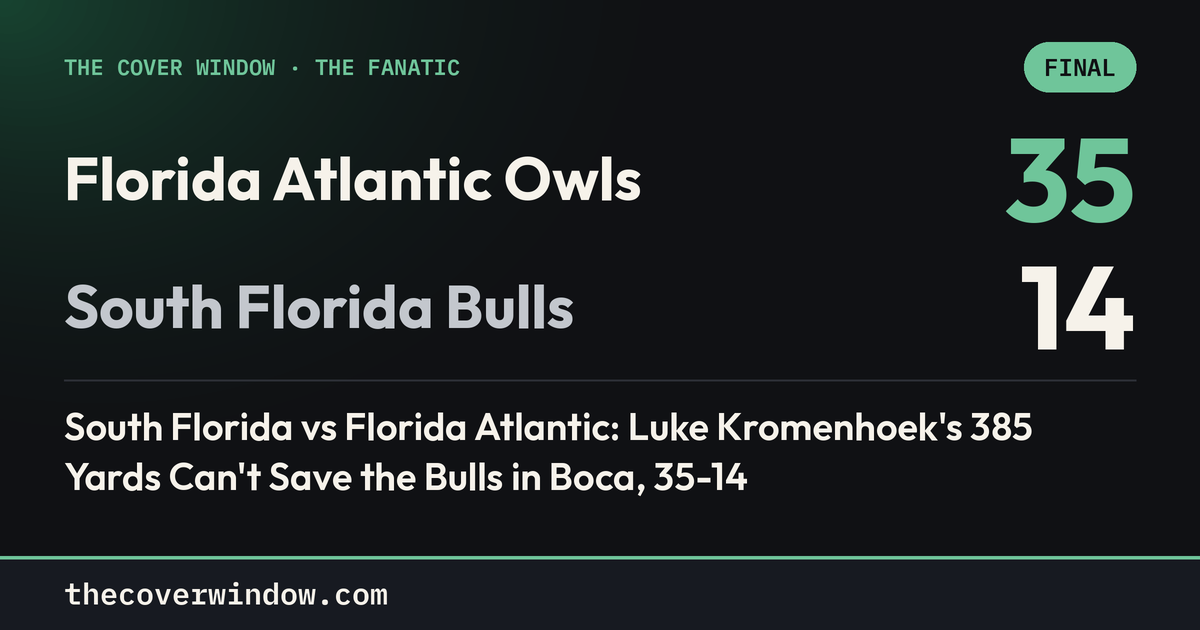 THE COVER WINDOW · THE FANATIC
FINAL
Florida Atlantic Owls
35
South Florida Bulls
14
South Florida vs Florida Atlantic: Luke Kromenhoek's 385
Yards Can't Save the Bulls in Boca, 35-14
thecoverwindow.com